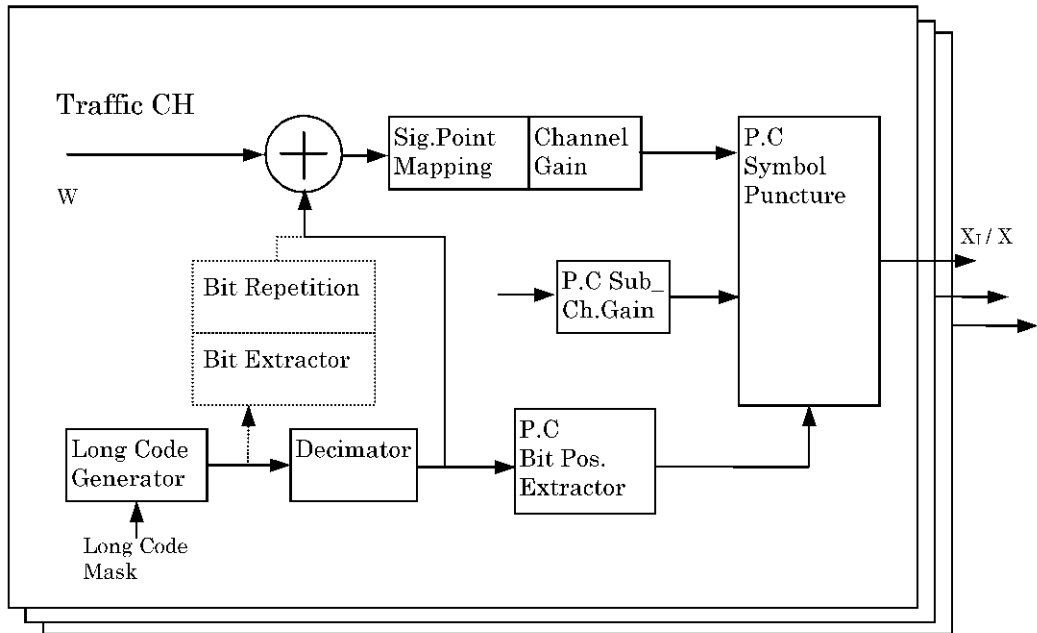 Traffic CH
W
Sig.Point
Mapping
Channel
Gain
P.C
Symbol
Puncture
X_I / X
Bit Repetition
Bit Extractor
P.C Sub_
Ch.Gain
Long Code
Generator
Decimator
P.C
Bit Pos.
Extractor
Long Code
Mask